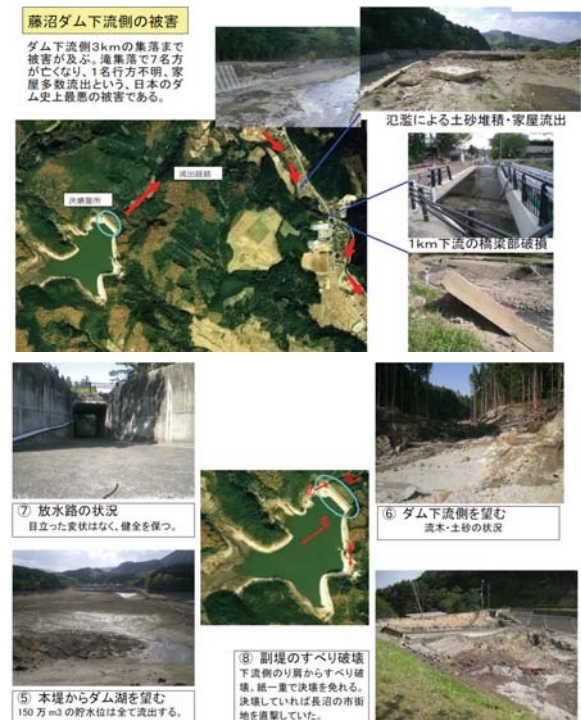 藤沼ダム下流側の被害
ダム下流側3kmの集落まで
被害が及ぶ。滝集落で7名方
が亡くなり、1名行方不明、家
屋多数流出という、日本のダ
ム史上最悪の被害である。
氾濫による土砂堆積・家屋流出
流出経路
決壊箇所
1km下流の橋梁部破損
⑦ 放水路の状況
目立った変状はなく、健全を保つ。
⑥ ダム下流側を望む
流木・土砂の状況
⑤ 本堤からダム湖を望む
150万m3の貯水位は全て流出する。
⑧ 副堤のすべり破壊
下流側のり肩からすべり破
壊。紙一重で決壊を免れる。
決壊していれば長沼の市街
地を直撃していた。